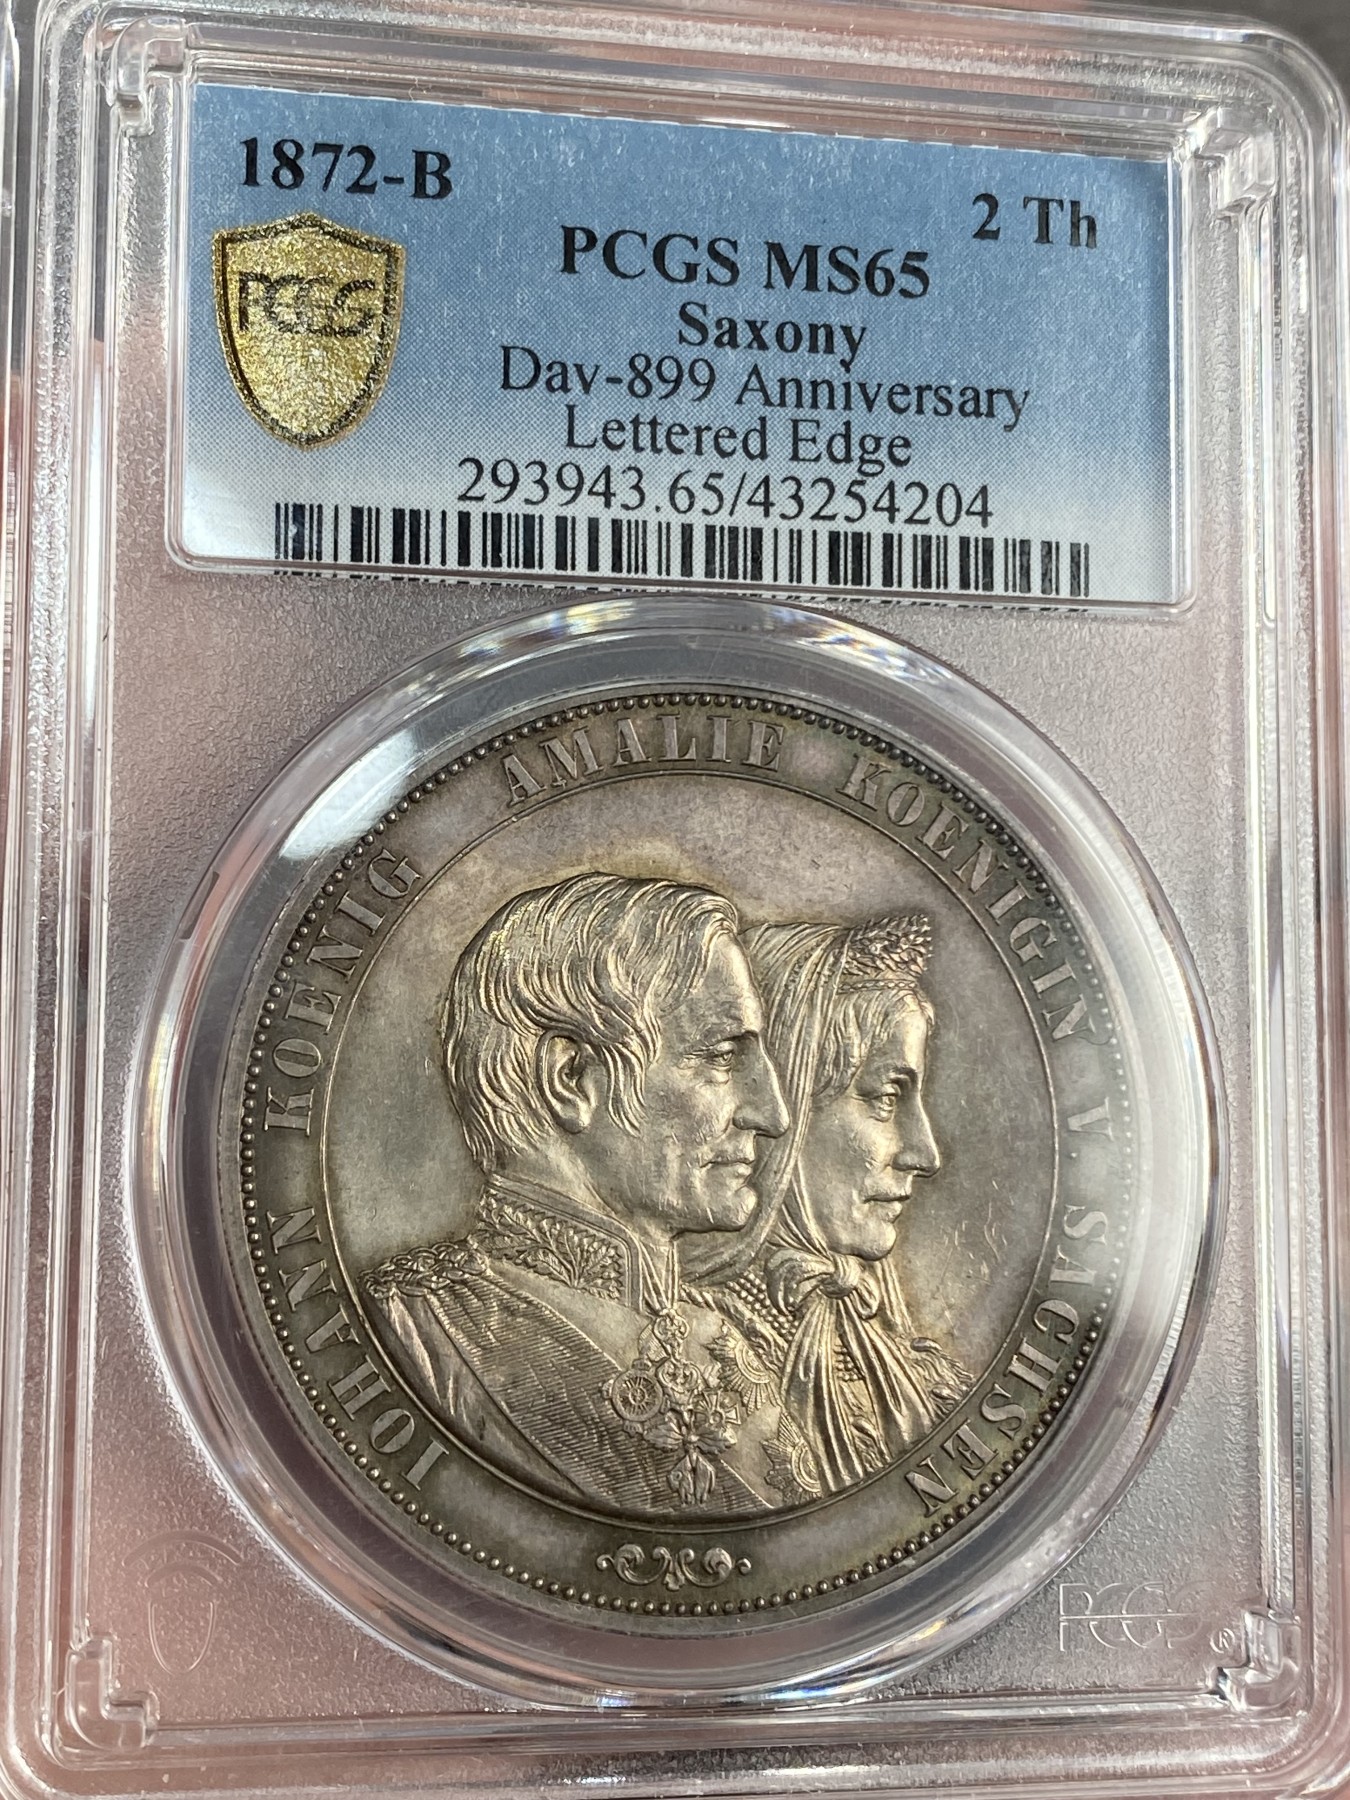 1872-B
2 Th
PCGS MS65
PCGS
Saxony
Dav-899 Anniversary
Lettered Edge
293943.65/43254204
IOHANN KOENIG AMALIE KOENIGIN V. SACHSEN
PCGS®